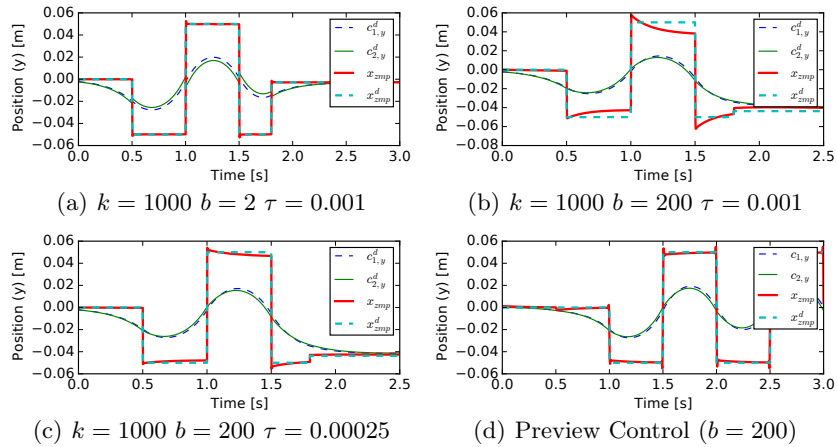 0.06
0.04
0.02
0.00
−0.02
−0.04
−0.06
Position (y) [m]
0.0 0.5 1.0 1.5 2.0 2.5 3.0
Time [s]
c^d_{1,y}
c^d_{2,y}
x_{zmp}
x^d_{zmp}
(a) k = 1000 b = 2 τ = 0.001
0.06
0.04
0.02
0.00
−0.02
−0.04
−0.06
−0.08
Position (y) [m]
0.0 0.5 1.0 1.5 2.0 2.5
Time [s]
c^d_{1,y}
c^d_{2,y}
x_{zmp}
x^d_{zmp}
(b) k = 1000 b = 200 τ = 0.001
0.06
0.04
0.02
0.00
−0.02
−0.04
−0.06
Position (y) [m]
0.0 0.5 1.0 1.5 2.0 2.5
Time [s]
c^d_{1,y}
c^d_{2,y}
x_{zmp}
x^d_{zmp}
(c) k = 1000 b = 200 τ = 0.00025
0.06
0.04
0.02
0.00
−0.02
−0.04
−0.06
Position (y) [m]
0.0 0.5 1.0 1.5 2.0 2.5 3.0
Time [s]
c_{1,y}
c_{2,y}
x_{zmp}
x^d_{zmp}
(d) Preview Control (b = 200)